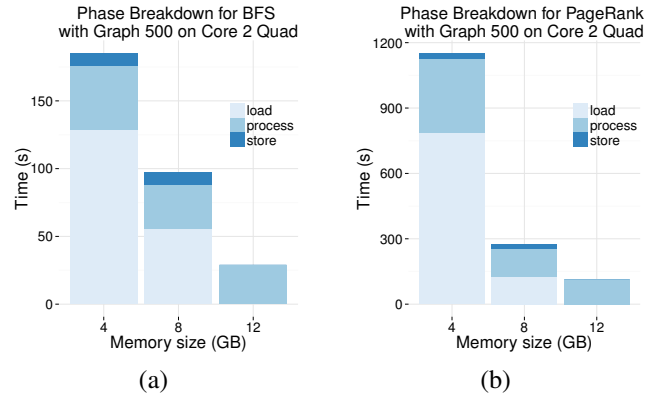 Phase Breakdown for BFS
with Graph 500 on Core 2 Quad
Time (s)
150
100
50
0
load
process
store
4
8
12
Memory size (GB)
(a)
Phase Breakdown for PageRank
with Graph 500 on Core 2 Quad
Time (s)
1200
900
600
300
0
load
process
store
4
8
12
Memory size (GB)
(b)